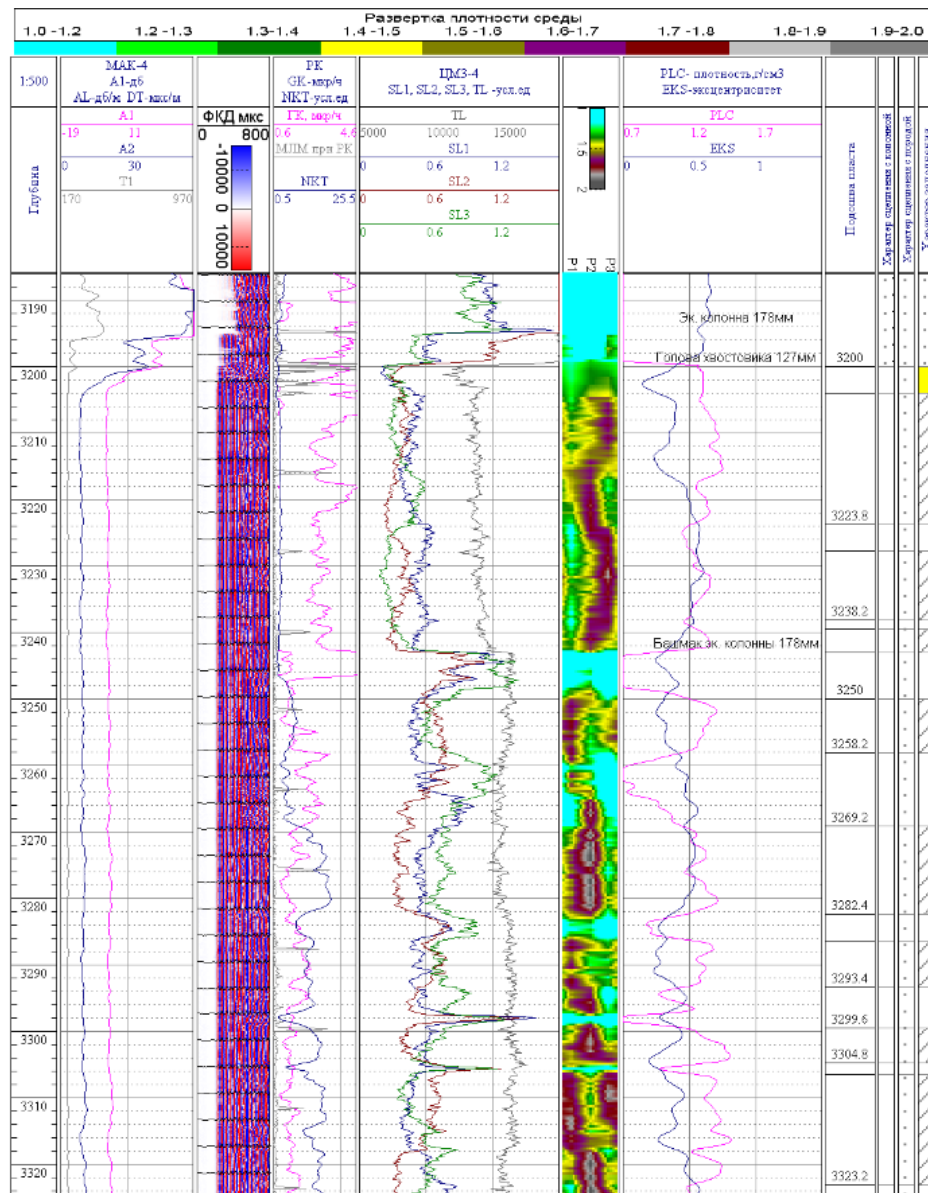 Развертка плотности среды
1.0 -1.2 1.2 -1.3 1.3-1.4 1.4 -1.5 1.5 -1.6 1.6-1.7 1.7 -1.8 1.8-1.9 1.9-2.0
1:500
Глубина
МАК-4
А1-дб
AL-дб/м DT-мкс/м
A1
-19 11
A2
0 30
T1
170 970
ФКД мкс
0 800
-10000
0
10000
РК
GK-мкр/ч
NKT-усл.ед
ГК, мкр/ч
0.6 4.6
МЛМ при РК
NKT
0.5 25.5
ЦМЗ-4
SL1, SL2, SL3, TL -усл.ед
TL
5000 10000 15000
SL1
0 0.6 1.2
SL2
0 0.6 1.2
SL3
0 0.6 1.2
1.5
2
P1
P2
P3
PLC- плотность,г/см3
EKS-эксцентриситет
PLC
0.7 1.2 1.7
EKS
0 0.5 1
Подошва пласта
Характер сцепления с колонной
Характер сцепления с породой
3190
3200
3210
3220
3230
3240
3250
3260
3270
3280
3290
3300
3310
3320
Эк. колонна 178мм
Голова хвостовика 127мм
Башмак эк. колонны 178мм
3200
3223.8
3238.2
3250
3258.2
3269.2
3282.4
3293.4
3299.6
3304.8
3323.2